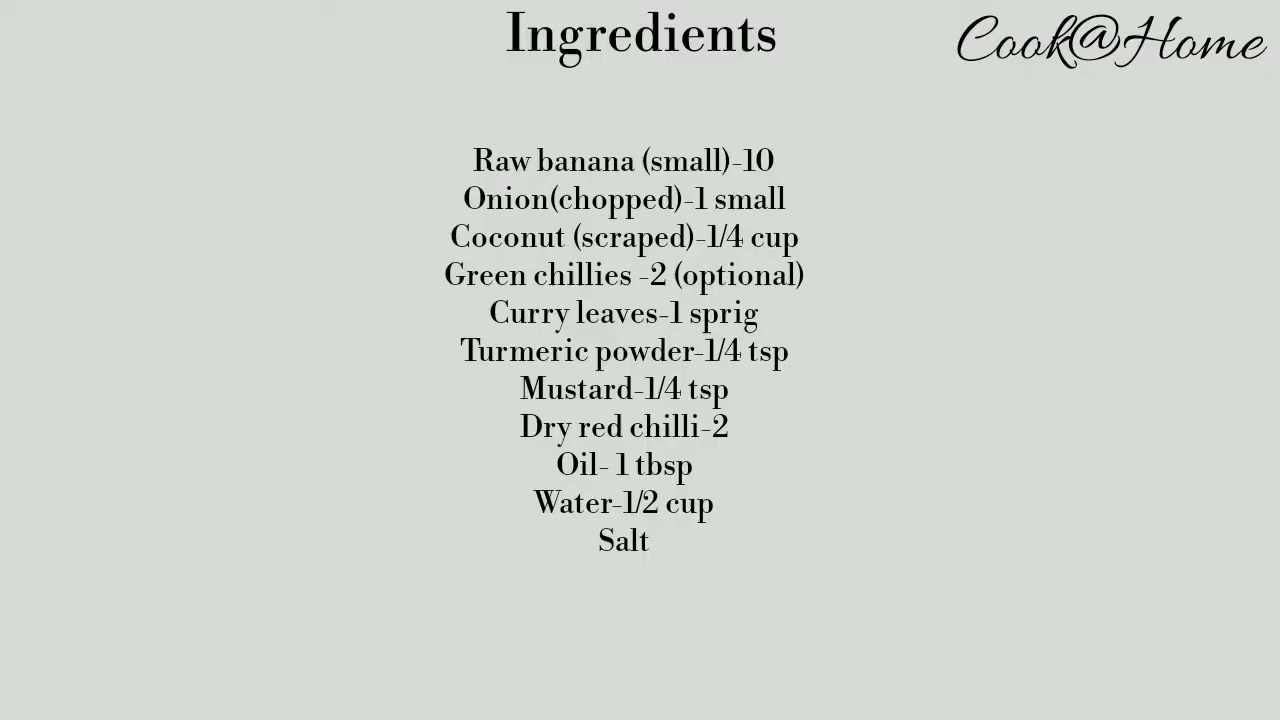 Ingredients
Cook@Home
Raw banana (small)-10
Onion(chopped)-1 small
Coconut (scraped)-1/4 cup
Green chillies -2 (optional)
Curry leaves-1 sprig
Turmeric powder-1/4 tsp
Mustard-1/4 tsp
Dry red chilli-2
Oil- 1 tbsp
Water-1/2 cup
Salt